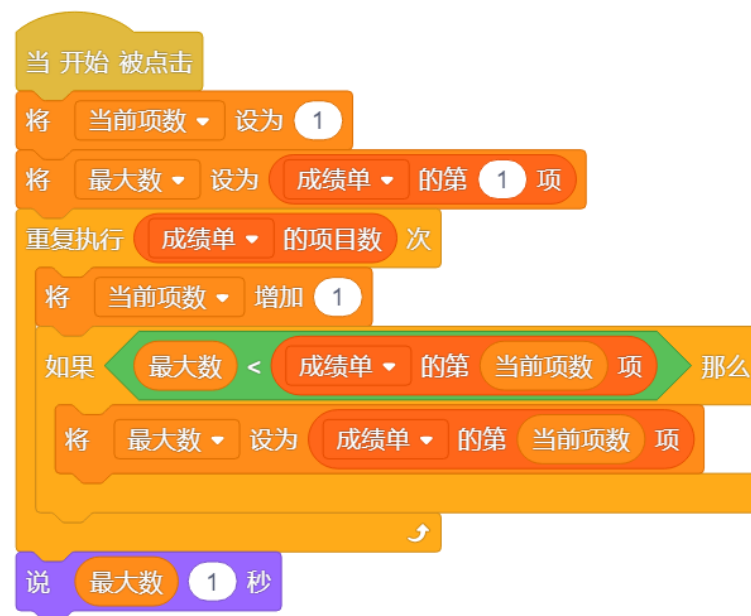 当 开始 被点击
将 当前项数 设为 1
将 最大数 设为 成绩单 的第 1 项
重复执行 成绩单 的项目数 次
将 当前项数 增加 1
如果 最大数 < 成绩单 的第 当前项数 项 那么
将 最大数 设为 成绩单 的第 当前项数 项
说 最大数 1 秒